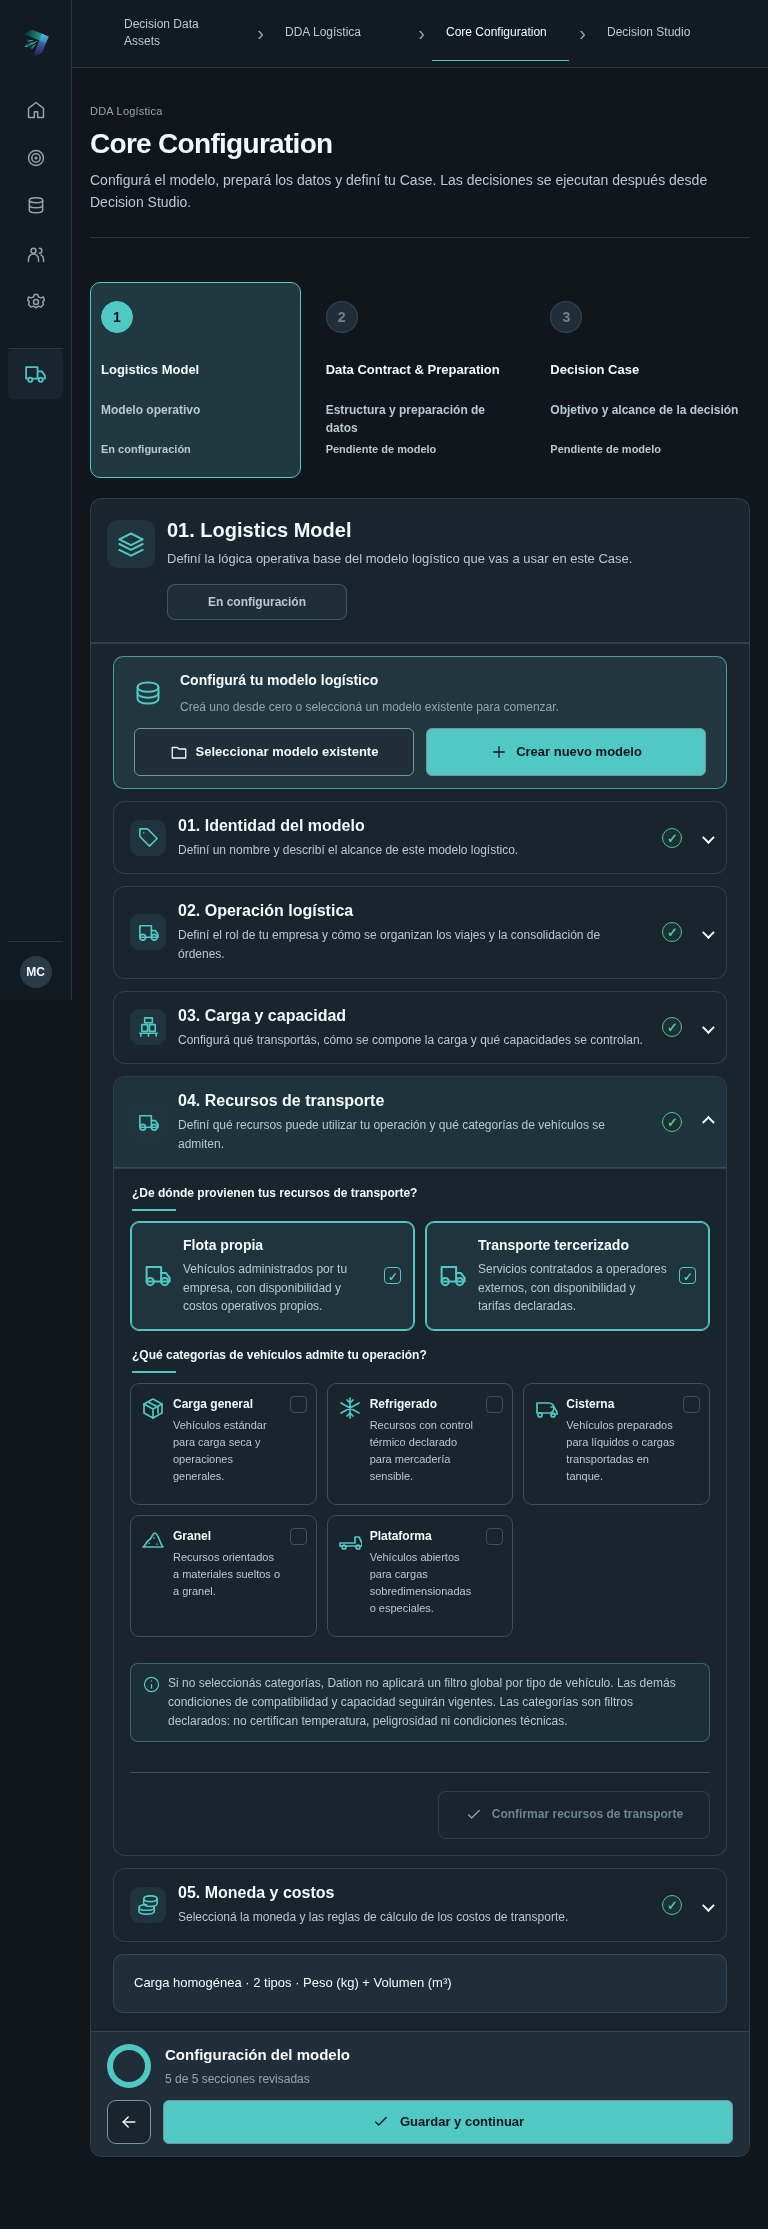 Decision Data
Assets
DDA Logística
Core Configuration
Decision Studio
DDA Logística
Core Configuration
Configurá el modelo, prepará los datos y definí tu Case. Las decisiones se ejecutan después desde
Decision Studio.
1
Logistics Model
Modelo operativo
En configuración
2
Data Contract & Preparation
Estructura y preparación de
datos
Pendiente de modelo
3
Decision Case
Objetivo y alcance de la decisión
Pendiente de modelo
01. Logistics Model
Definí la lógica operativa base del modelo logístico que vas a usar en este Case.
En configuración
Configurá tu modelo logístico
Creá uno desde cero o seleccioná un modelo existente para comenzar.
Seleccionar modelo existente
Crear nuevo modelo
01. Identidad del modelo
Definí un nombre y describí el alcance de este modelo logístico.
02. Operación logística
Definí el rol de tu empresa y cómo se organizan los viajes y la consolidación de
órdenes.
MC
03. Carga y capacidad
Configurá qué transportás, cómo se compone la carga y qué capacidades se controlan.
04. Recursos de transporte
Definí qué recursos puede utilizar tu operación y qué categorías de vehículos se
admiten.
¿De dónde provienen tus recursos de transporte?
Flota propia
Vehículos administrados por tu
empresa, con disponibilidad y
costos operativos propios.
Transporte tercerizado
Servicios contratados a operadores
externos, con disponibilidad y
tarifas declaradas.
¿Qué categorías de vehículos admite tu operación?
Carga general
Vehículos estándar
para carga seca y
operaciones
generales.
Refrigerado
Recursos con control
térmico declarado
para mercadería
sensible.
Cisterna
Vehículos preparados
para líquidos o cargas
transportadas en
tanque.
Granel
Recursos orientados
a materiales sueltos o
a granel.
Plataforma
Vehículos abiertos
para cargas
sobredimensionadas
o especiales.
Si no seleccionás categorías, Dation no aplicará un filtro global por tipo de vehículo. Las demás
condiciones de compatibilidad y capacidad seguirán vigentes. Las categorías son filtros
declarados: no certifican temperatura, peligrosidad ni condiciones técnicas.
Confirmar recursos de transporte
05. Moneda y costos
Seleccioná la moneda y las reglas de cálculo de los costos de transporte.
Carga homogénea · 2 tipos · Peso (kg) + Volumen (m³)
Configuración del modelo
5 de 5 secciones revisadas
Guardar y continuar